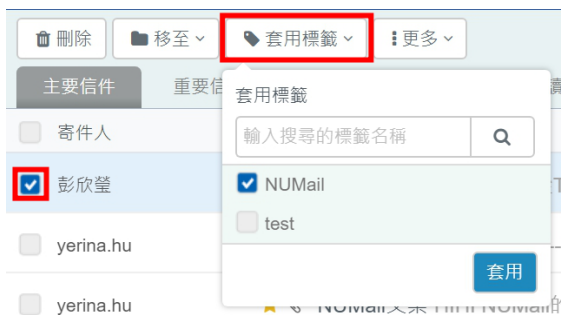 刪除 移至 套用標籤 更多
主要信件 重要信
套用標籤
寄件人
輸入搜尋的標籤名稱
彭欣瑩
NUMail
test
yerina.hu
套用
yerina.hu